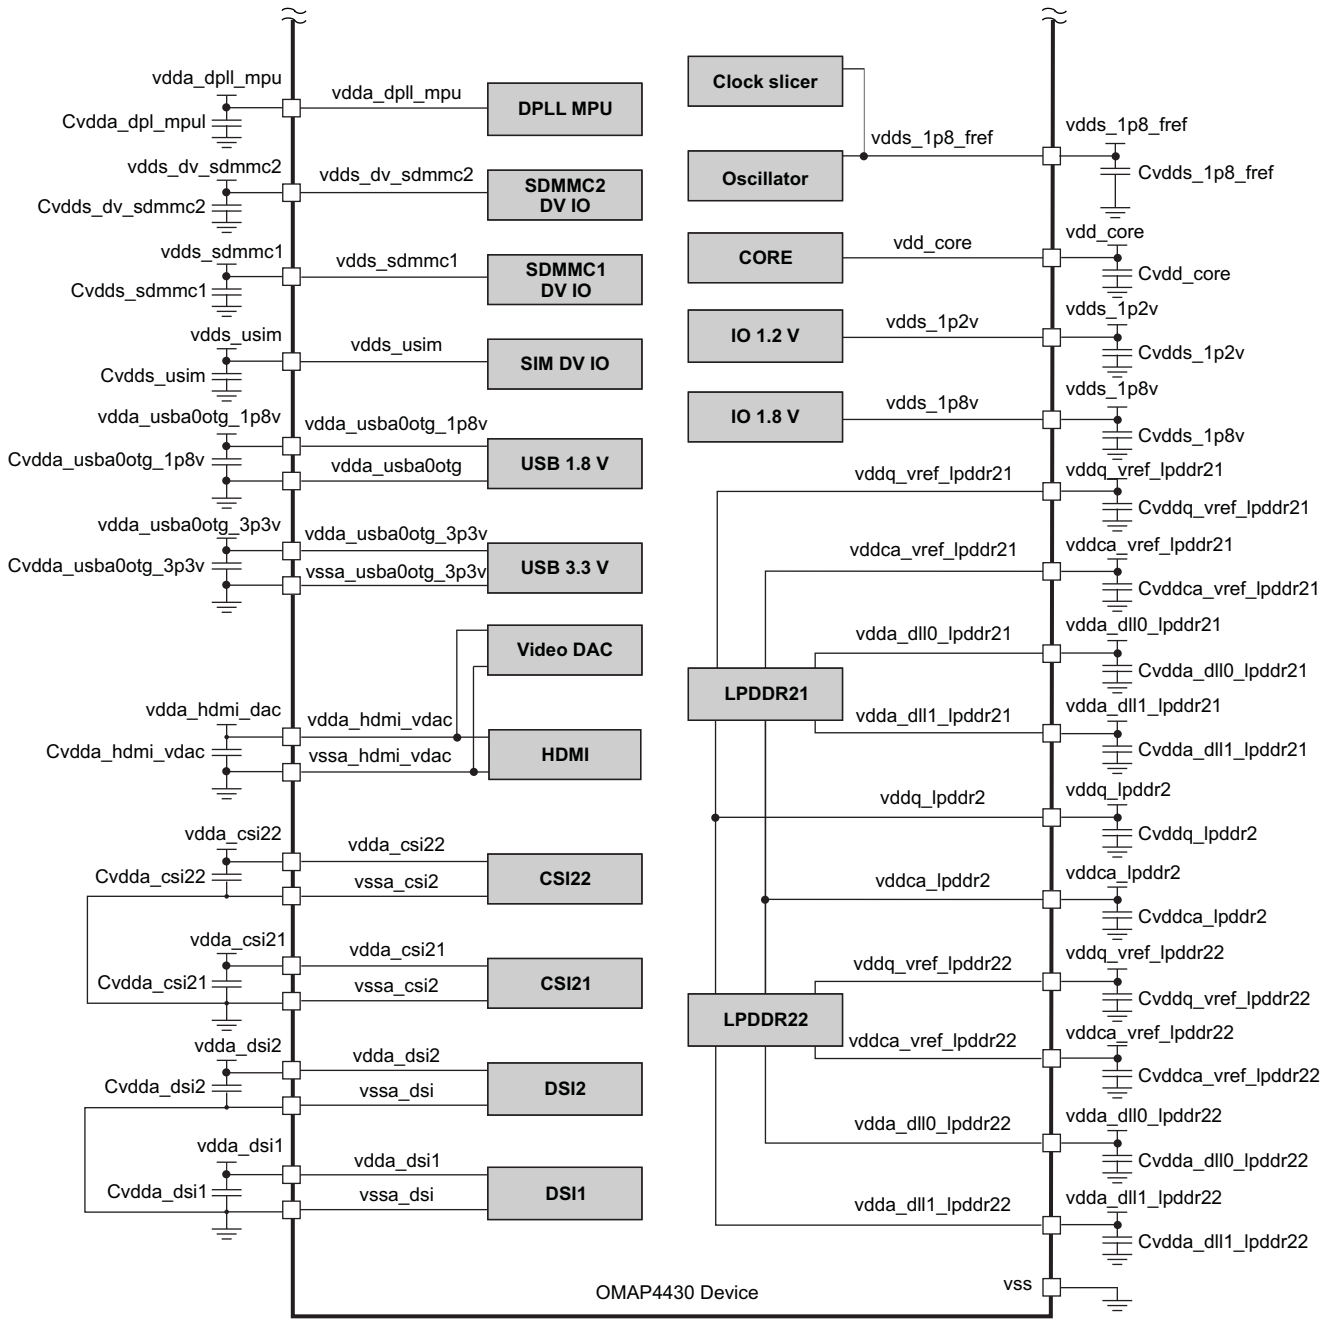 vdda_dpll_mpu
vdda_dpll_mpu
DPLL MPU
Cvdda_dpl_mpul
vdds_dv_sdmmc2
vdds_dv_sdmmc2
SDMMC2
DV IO
Cvdds_dv_sdmmc2
vdds_sdmmc1
vdds_sdmmc1
SDMMC1
DV IO
Cvdds_sdmmc1
vdds_usim
vdds_usim
SIM DV IO
Cvdds_usim
vdda_usba0otg_1p8v
vdda_usba0otg_1p8v
Cvdda_usba0otg_1p8v
vdda_usba0otg
USB 1.8 V
vdda_usba0otg_3p3v
vdda_usba0otg_3p3v
Cvdda_usba0otg_3p3v
vssa_usba0otg_3p3v
USB 3.3 V
Video DAC
vdda_hdmi_dac
vdda_hdmi_vdac
Cvdda_hdmi_vdac
vssa_hdmi_vdac
HDMI
vdda_csi22
vdda_csi22
Cvdda_csi22
vssa_csi2
CSI22
vdda_csi21
vdda_csi21
Cvdda_csi21
vssa_csi2
CSI21
vdda_dsi2
vdda_dsi2
Cvdda_dsi2
vssa_dsi
DSI2
vdda_dsi1
vdda_dsi1
Cvdda_dsi1
vssa_dsi
DSI1
Clock slicer
Oscillator
vdds_1p8_fref
vdds_1p8_fref
Cvdds_1p8_fref
CORE
vdd_core
vdd_core
Cvdd_core
IO 1.2 V
vdds_1p2v
vdds_1p2v
Cvdds_1p2v
IO 1.8 V
vdds_1p8v
vdds_1p8v
Cvdds_1p8v
vddq_vref_lpddr21
vddq_vref_lpddr21
Cvddq_vref_lpddr21
vddca_vref_lpddr21
vddca_vref_lpddr21
Cvddca_vref_lpddr21
vdda_dll0_lpddr21
vdda_dll0_lpddr21
Cvdda_dll0_lpddr21
LPDDR21
vdda_dll1_lpddr21
vdda_dll1_lpddr21
Cvdda_dll1_lpddr21
vddq_lpddr2
vddq_lpddr2
Cvddq_lpddr2
vddca_lpddr2
vddca_lpddr2
Cvddca_lpddr2
vddq_vref_lpddr22
vddq_vref_lpddr22
Cvddq_vref_lpddr22
LPDDR22
vddca_vref_lpddr22
vddca_vref_lpddr22
Cvddca_vref_lpddr22
vdda_dll0_lpddr22
vdda_dll0_lpddr22
Cvdda_dll0_lpddr22
vdda_dll1_lpddr22
vdda_dll1_lpddr22
Cvdda_dll1_lpddr22
vss
OMAP4430 Device